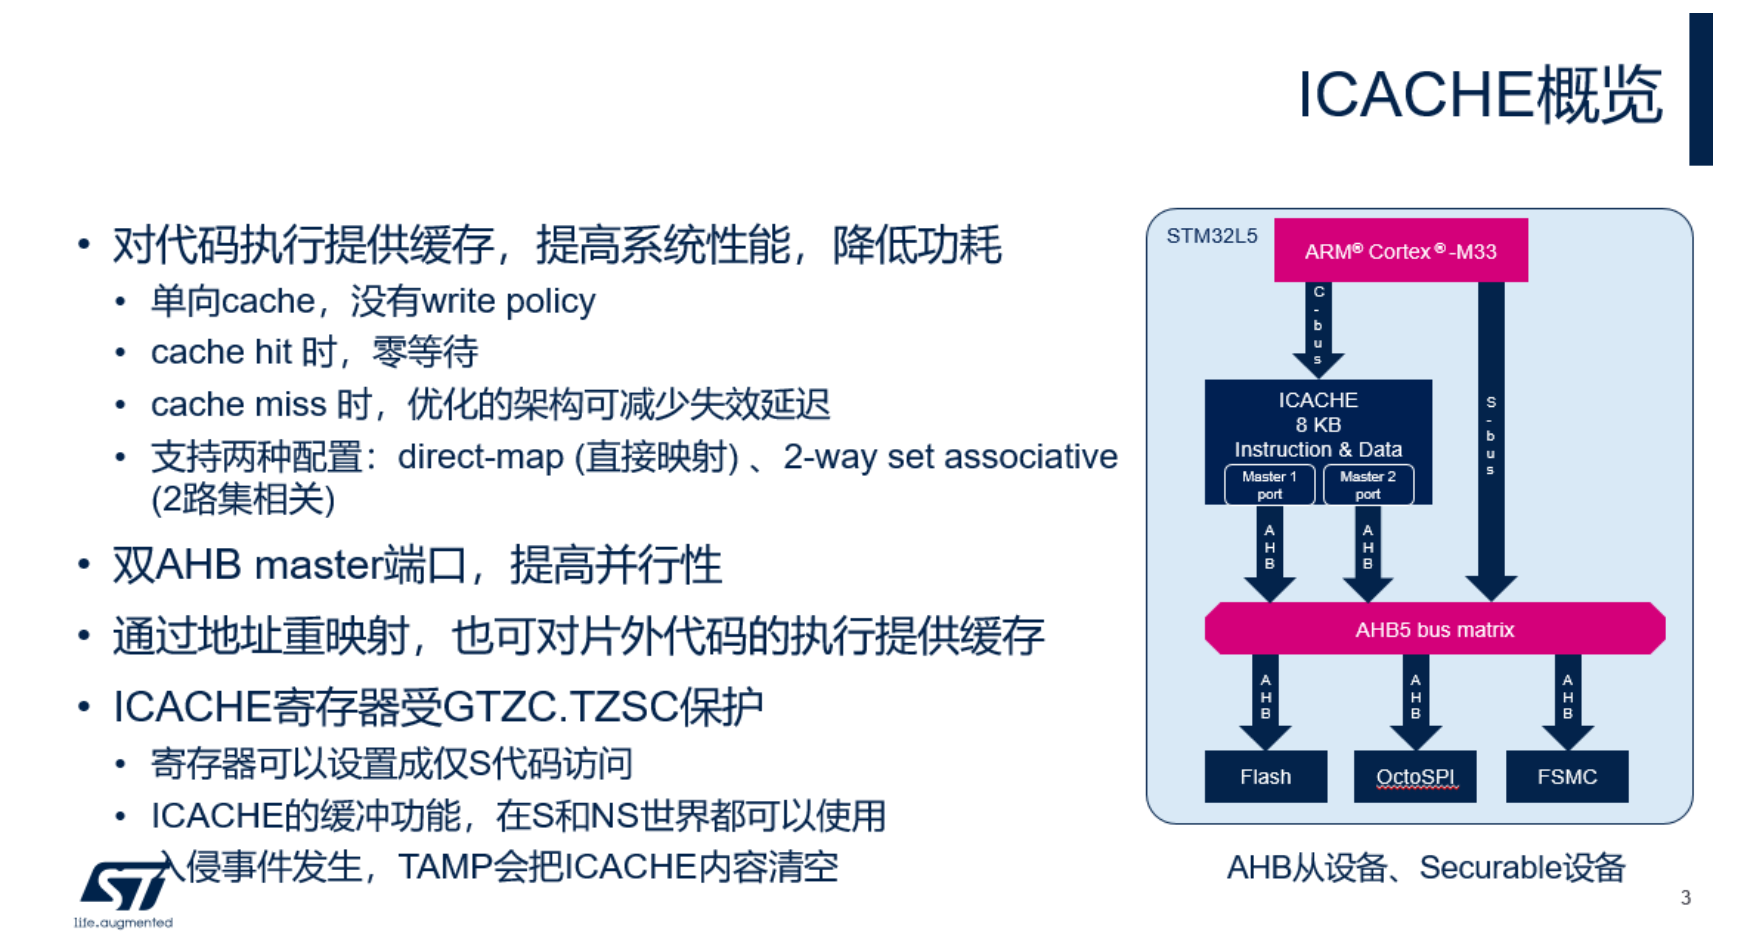 ICACHE概览
• 对代码执行提供缓存，提高系统性能，降低功耗
• 单向cache，没有write policy
• cache hit 时，零等待
• cache miss 时，优化的架构可减少失效延迟
• 支持两种配置：direct-map (直接映射) 、2-way set associative
(2路集相关)
• 双AHB master端口，提高并行性
• 通过地址重映射，也可对片外代码的执行提供缓存
• ICACHE寄存器受GTZC.TZSC保护
• 寄存器可以设置成仅S代码访问
• ICACHE的缓冲功能，在S和NS世界都可以使用
入侵事件发生，TAMP会把ICACHE内容清空
STM32L5
ARM® Cortex®-M33
C-bus
S-bus
ICACHE
8 KB
Instruction & Data
Master 1
port
Master 2
port
AHB
AHB
AHB5 bus matrix
AHB
AHB
AHB
Flash
OctoSPI
FSMC
AHB从设备、Securable设备
ST
life.augmented
3